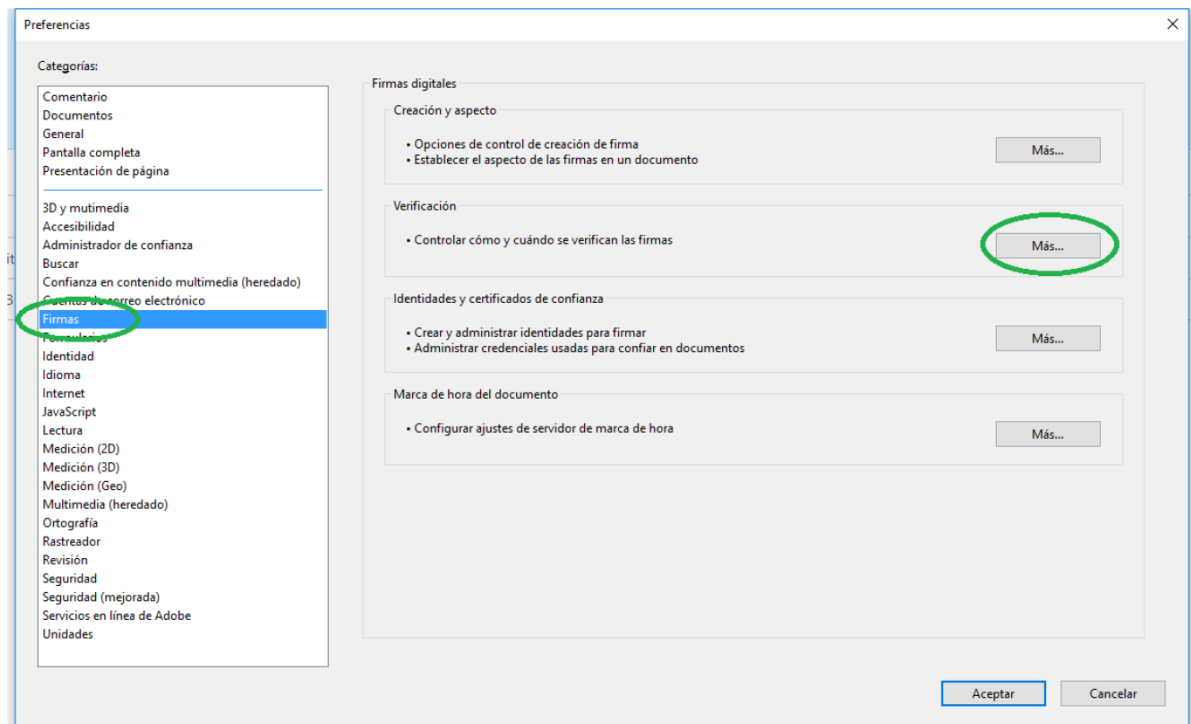 Preferencias
Categorías:
Comentario
Documentos
General
Pantalla completa
Presentación de página
3D y mutimedia
Accesibilidad
Administrador de confianza
Buscar
Confianza en contenido multimedia (heredado)
Cuentas de correo electrónico
Firmas
Formularios
Identidad
Idioma
Internet
JavaScript
Lectura
Medición (2D)
Medición (3D)
Medición (Geo)
Multimedia (heredado)
Ortografía
Rastreador
Revisión
Seguridad
Seguridad (mejorada)
Servicios en línea de Adobe
Unidades
Firmas digitales
Creación y aspecto
• Opciones de control de creación de firma
• Establecer el aspecto de las firmas en un documento
Más...
Verificación
• Controlar cómo y cuándo se verifican las firmas
Más...
Identidades y certificados de confianza
• Crear y administrar identidades para firmar
• Administrar credenciales usadas para confiar en documentos
Más...
Marca de hora del documento
• Configurar ajustes de servidor de marca de hora
Más...
Aceptar
Cancelar